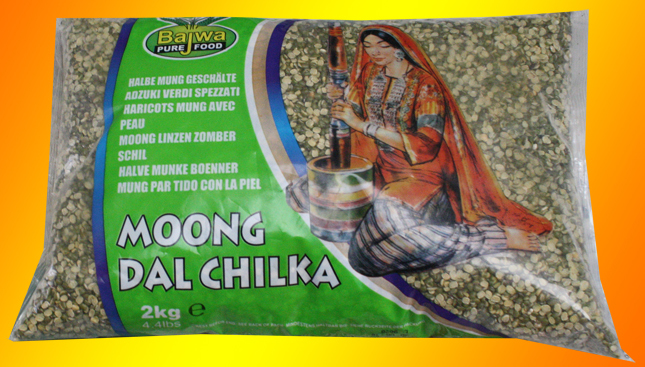 Bajwa
PURE FOOD
HALBE MUNG GESCHÄLTE
ADZUKI VERDI SPEZZATI
HARICOTS MUNG AVEC
PEAU
MOONG LINZEN ZOMBER
SCHIL
HALVE MUNKE BOENNER
MUNG PAR TIDO CON LA PIEL
MOONG
DAL CHILKA
2kg e
4.4lbs